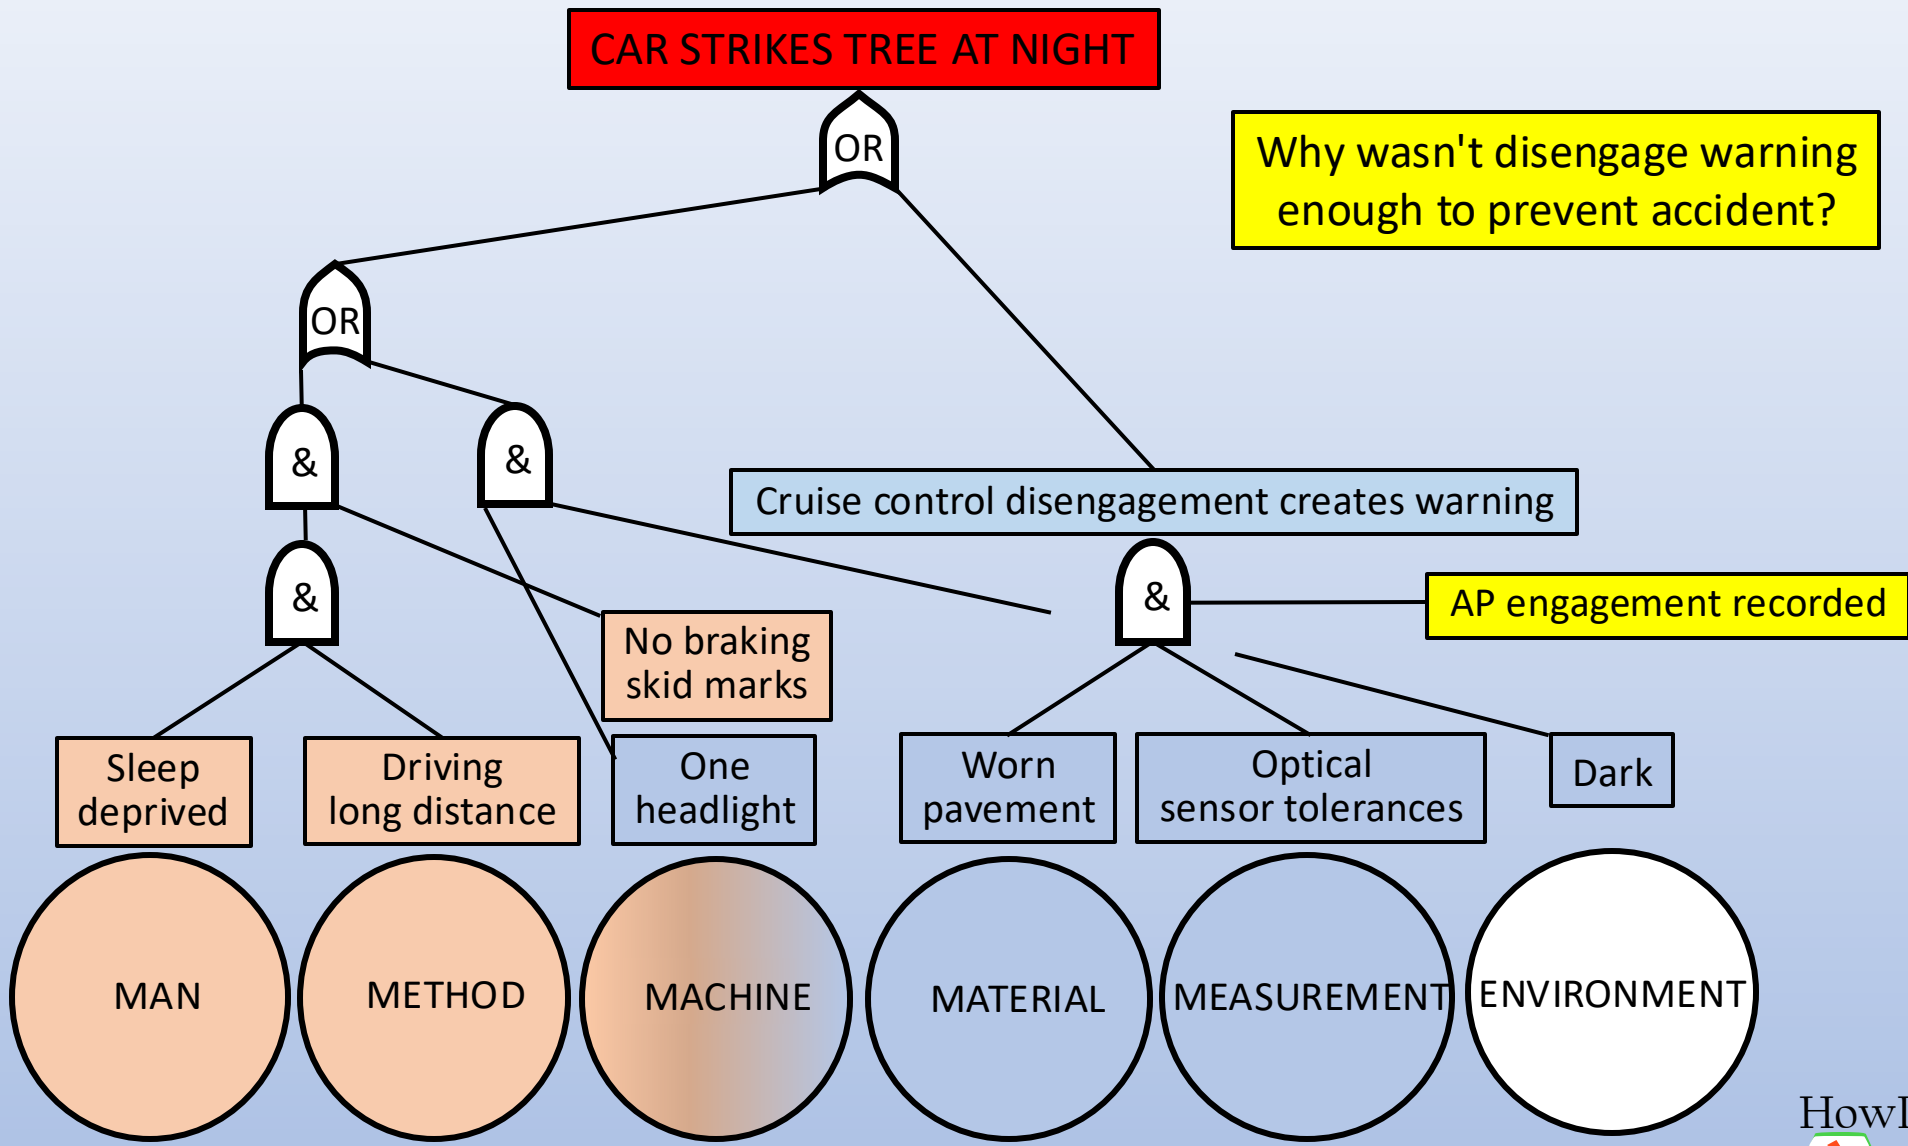 CAR STRIKES TREE AT NIGHT
OR
Why wasn't disengage warning
enough to prevent accident?
OR
&
&
Cruise control disengagement creates warning
&
&
AP engagement recorded
No braking
skid marks
Sleep
deprived
Driving
long distance
One
headlight
Worn
pavement
Optical
sensor tolerances
Dark
MAN
METHOD
MACHINE
MATERIAL
MEASUREMENT
ENVIRONMENT